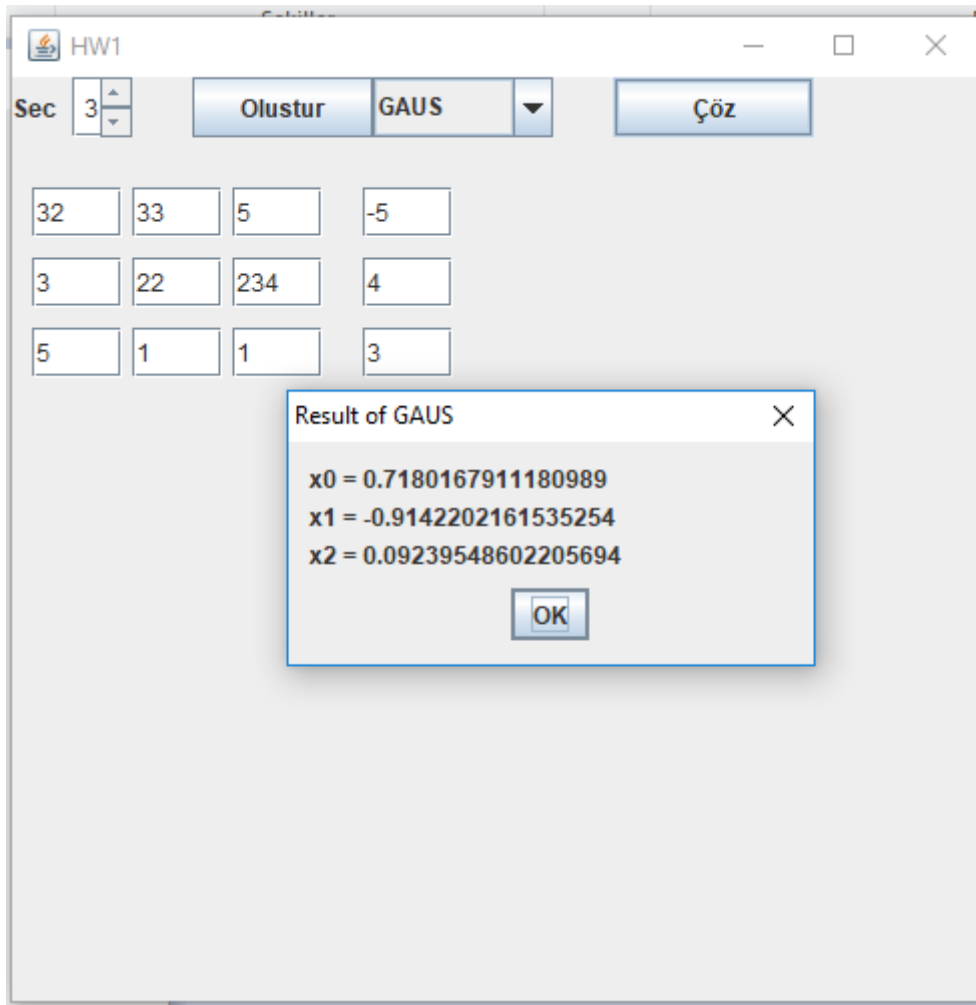 HW1
Sec 3 Olustur GAUS Çöz
32 33 5 -5
3 22 234 4
5 1 1 3
Result of GAUS
x0 = 0.7180167911180989
x1 = -0.9142202161535254
x2 = 0.09239548602205694
OK